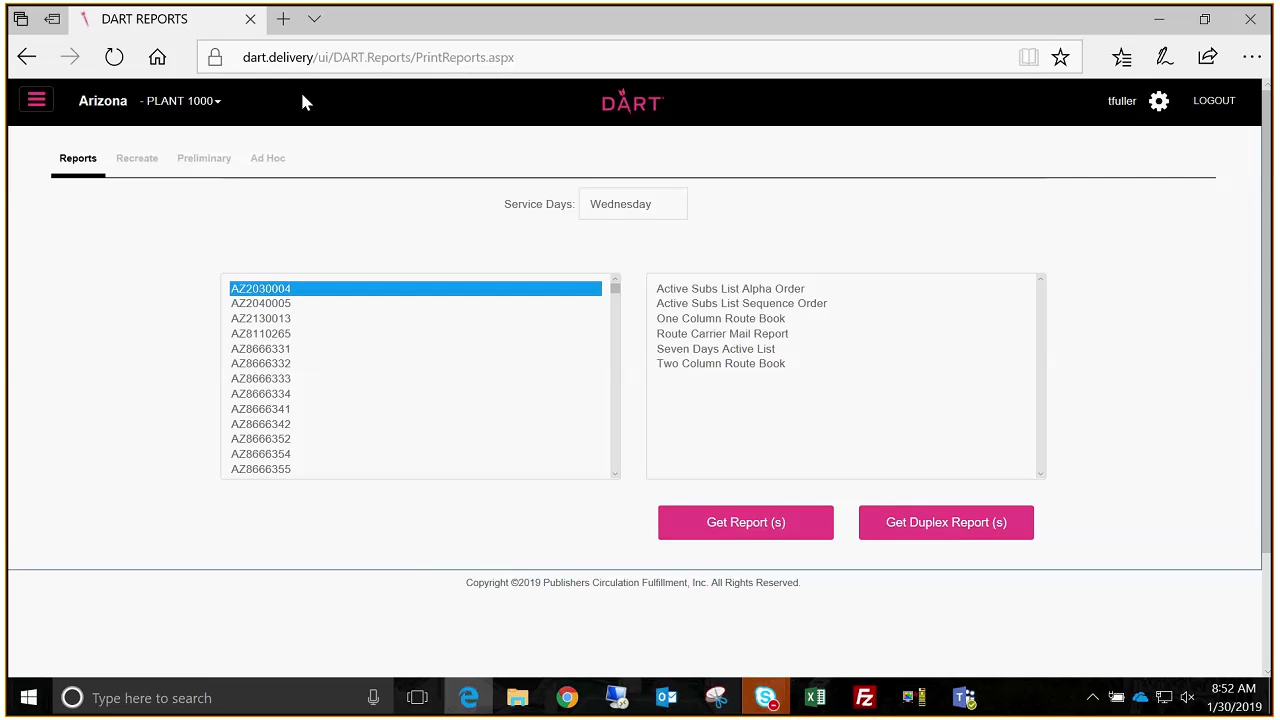 DART REPORTS
dart.delivery/ui/DART.Reports/PrintReports.aspx
Arizona - PLANT 1000
DART
tfuller
LOGOUT
Reports Recreate Preliminary Ad Hoc
Service Days: Wednesday
AZ2030004
AZ2040005
AZ2130013
AZ8110265
AZ8666331
AZ8666332
AZ8666333
AZ8666334
AZ8666341
AZ8666342
AZ8666352
AZ8666354
AZ8666355
Active Subs List Alpha Order
Active Subs List Sequence Order
One Column Route Book
Route Carrier Mail Report
Seven Days Active List
Two Column Route Book
Get Report (s)
Get Duplex Report (s)
Copyright ©2019 Publishers Circulation Fulfillment, Inc. All Rights Reserved.
Type here to search
8:52 AM
1/30/2019